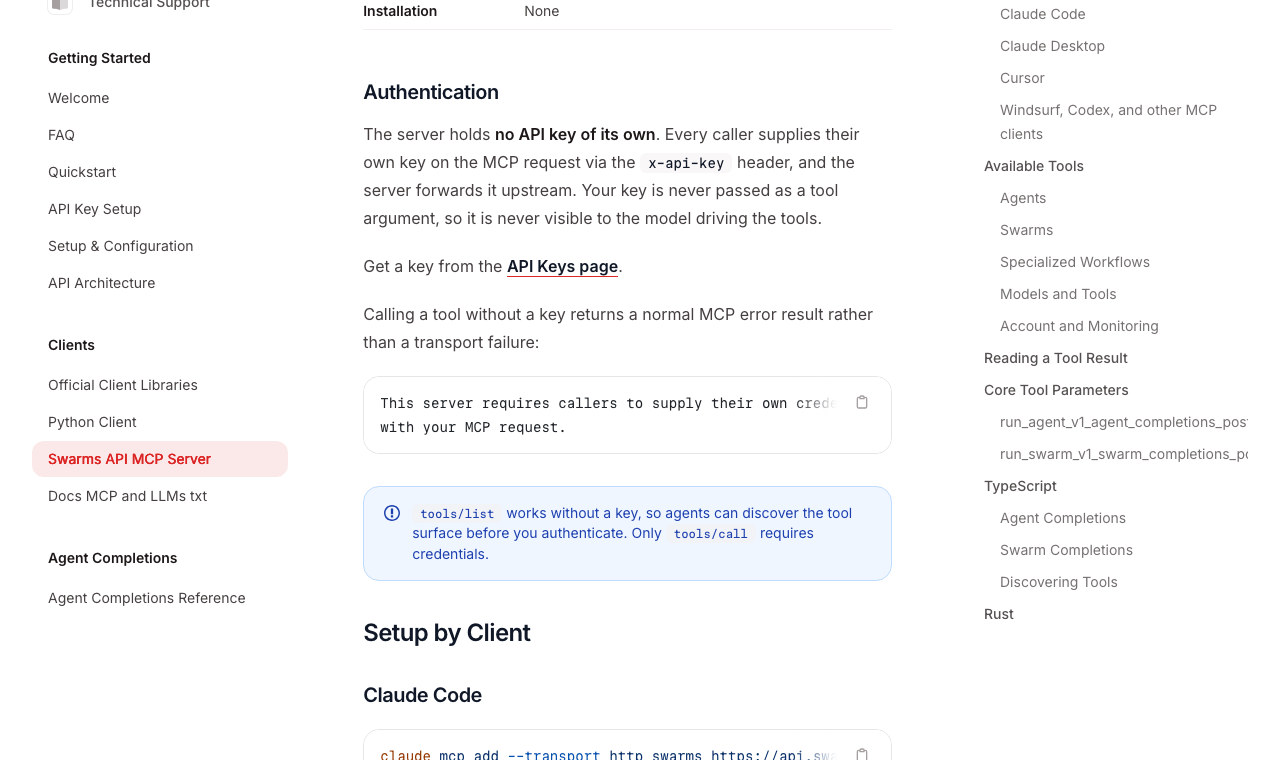 Technical Support
Getting Started
Welcome
FAQ
Quickstart
API Key Setup
Setup & Configuration
API Architecture
Clients
Official Client Libraries
Python Client
Swarms API MCP Server
Docs MCP and LLMs txt
Agent Completions
Agent Completions Reference
Installation None
Authentication
The server holds no API key of its own. Every caller supplies their
own key on the MCP request via the x-api-key header, and the
server forwards it upstream. Your key is never passed as a tool
argument, so it is never visible to the model driving the tools.
Get a key from the API Keys page.
Calling a tool without a key returns a normal MCP error result rather
than a transport failure:
This server requires callers to supply their own crede
with your MCP request.
tools/list works without a key, so agents can discover the tool
surface before you authenticate. Only tools/call requires
credentials.
Setup by Client
Claude Code
claude mcp add --transport http swarms https://api.swa
Claude Code
Claude Desktop
Cursor
Windsurf, Codex, and other MCP
clients
Available Tools
Agents
Swarms
Specialized Workflows
Models and Tools
Account and Monitoring
Reading a Tool Result
Core Tool Parameters
run_agent_v1_agent_completions_post
run_swarm_v1_swarm_completions_po
TypeScript
Agent Completions
Swarm Completions
Discovering Tools
Rust